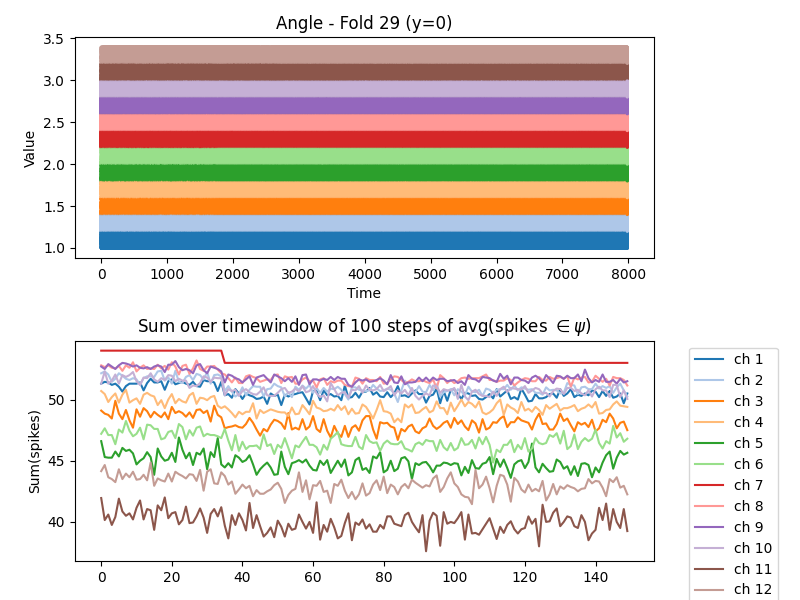 Angle - Fold 29 (y=0)
3.5
3.0
2.5
2.0
1.5
1.0
Value
0 1000 2000 3000 4000 5000 6000 7000 8000
Time
Sum over timewindow of 100 steps of avg(spikes ∈ ψ)
50
45
40
Sum(spikes)
0 20 40 60 80 100 120 140
ch 1
ch 2
ch 3
ch 4
ch 5
ch 6
ch 7
ch 8
ch 9
ch 10
ch 11
ch 12